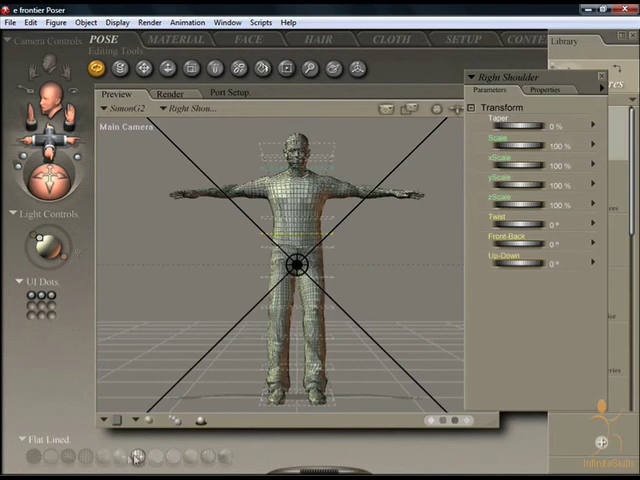 e frontier Poser
File Edit Figure Object Display Render Animation Window Scripts Help
Camera Controls
POSE MATERIAL FACE HAIR CLOTH SETUP CONTE
Editing Tools
Library
Right Shoulder
Parameters Properties
Preview Render Port Setup.
SimonG2 Right Shou...
Main Camera
Transform
Taper 0 %
Scale 100 %
xScale 100 %
yScale 100 %
zScale 100 %
Twist 0 °
Front-Back 0 °
Up-Down 0 °
Light Controls.
UI Dots.
Flat Lined.
InfiniteSkills